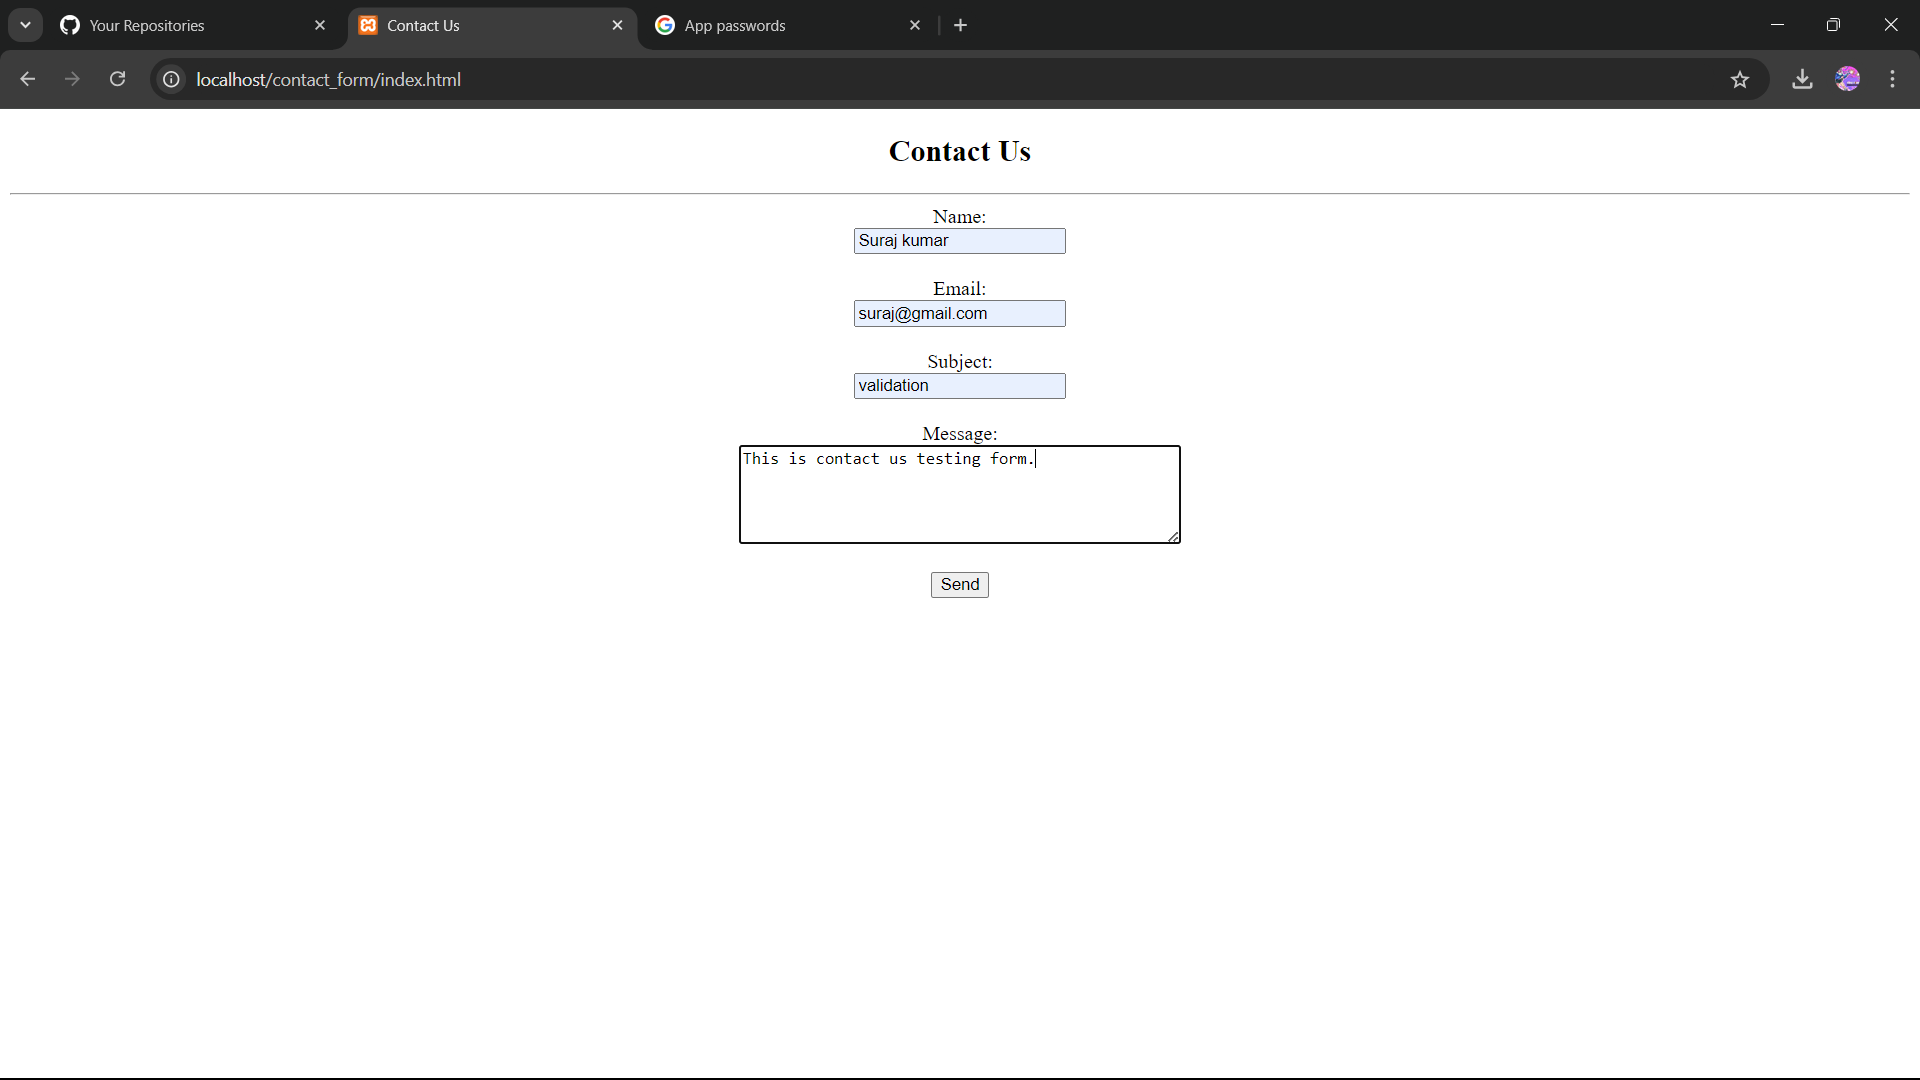 Your Repositories
Contact Us
App passwords
localhost/contact_form/index.html
Contact Us
Name:
Suraj kumar
Email:
suraj@gmail.com
Subject:
validation
Message:
This is contact us testing form.
Send